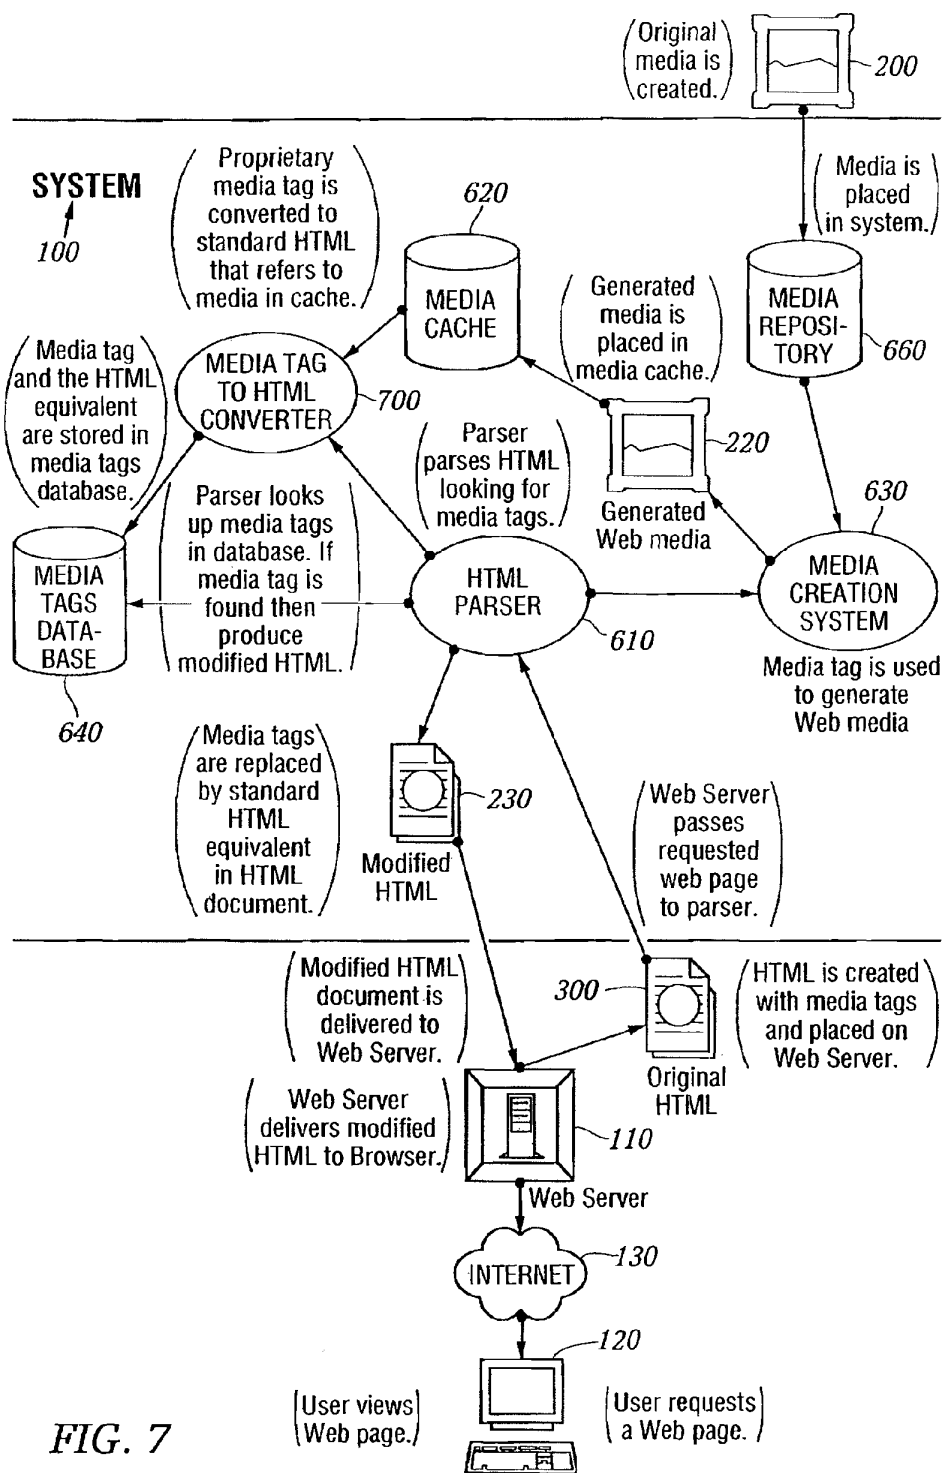 (Original
media is
created.)
200
SYSTEM
100
(Proprietary
media tag is
converted to
standard HTML
that refers to
media in cache.)
620
(Media is
placed
in system.)
MEDIA
CACHE
(Generated
media is
placed in
media cache.)
MEDIA
REPOSI-
TORY
660
(Media tag
and the HTML
equivalent
are stored in
media tags
database.)
MEDIA TAG
TO HTML
CONVERTER
700
(Parser
parses HTML
looking for
media tags.)
220
Generated
Web media
630
(Parser looks
up media tags
in database. If
media tag is
found then
produce
modified HTML.)
MEDIA
TAGS
DATA-
BASE
640
HTML
PARSER
610
MEDIA
CREATION
SYSTEM
Media tag is used
to generate
Web media
(Media tags
are replaced
by standard
HTML
equivalent
in HTML
document.)
230
Modified
HTML
(Web Server
passes
requested
web page
to parser.)
(Modified HTML
document is
delivered to
Web Server.)
300
Original
HTML
(HTML is created
with media tags
and placed on
Web Server.)
(Web Server
delivers modified
HTML to Browser.)
110
Web Server
INTERNET
130
120
(User views
Web page.)
(User requests
a Web page.)
FIG. 7